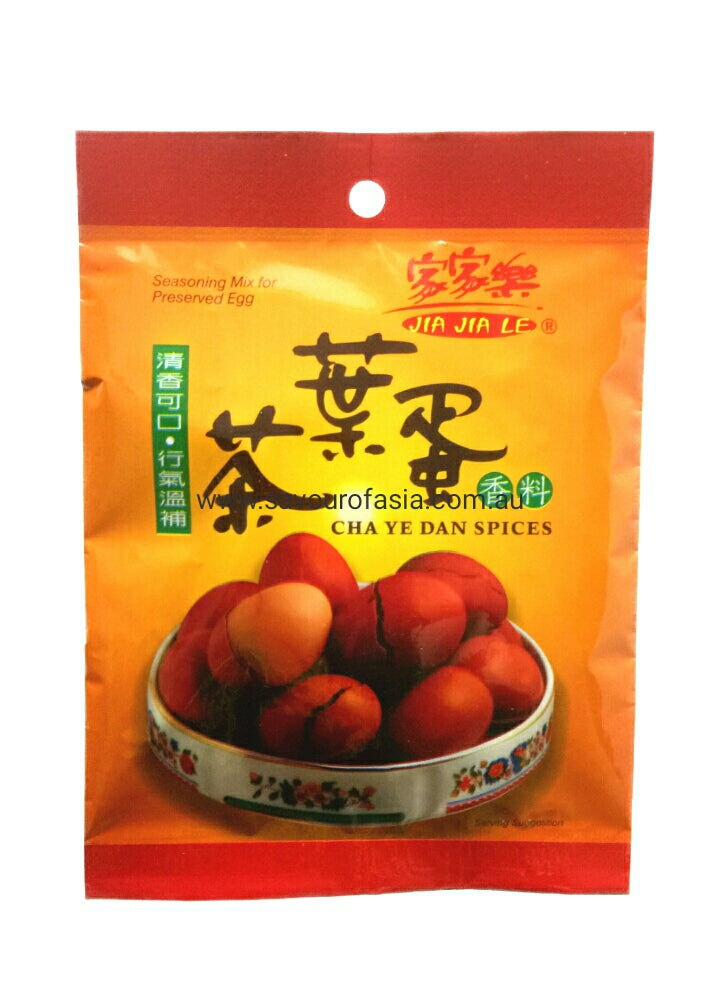 Seasoning Mix for
Preserved Egg
家家樂
JIA JIA LE ®
清香可口·行氣溫補
茶葉蛋
香料
www.savourofasia.com.au
CHA YE DAN SPICES
Serving Suggestion